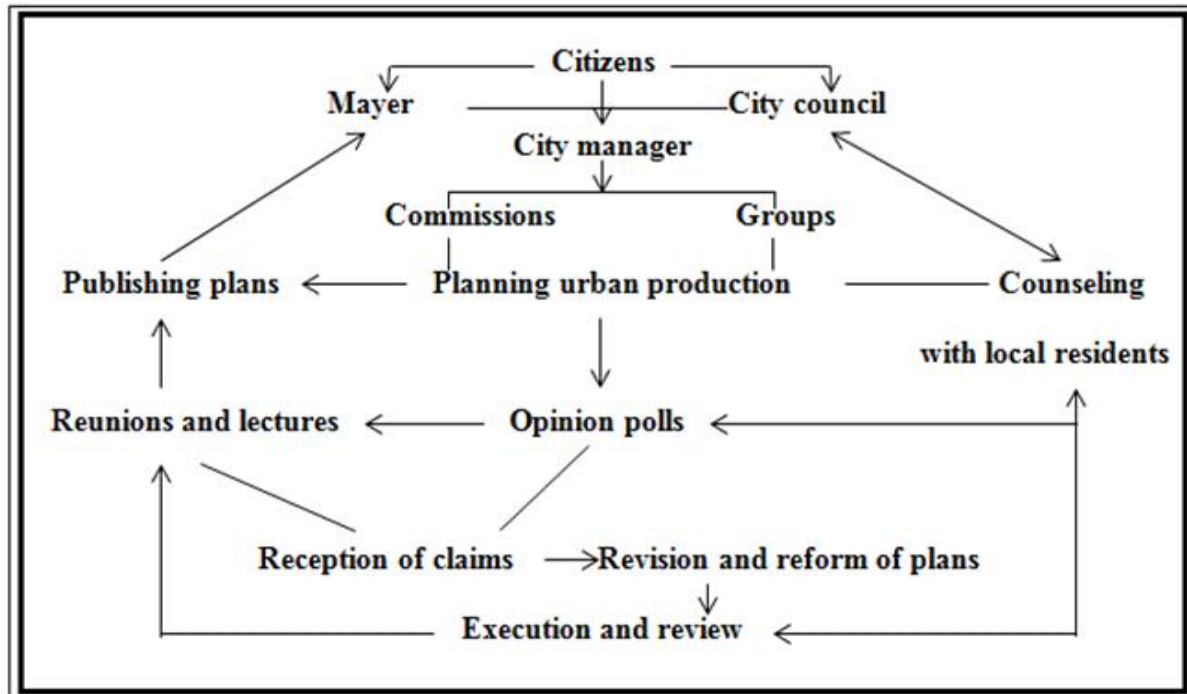 Citizens
Mayer
City council
City manager
Commissions
Groups
Publishing plans
Planning urban production
Counseling
with local residents
Reunions and lectures
Opinion polls
Reception of claims
Revision and reform of plans
Execution and review